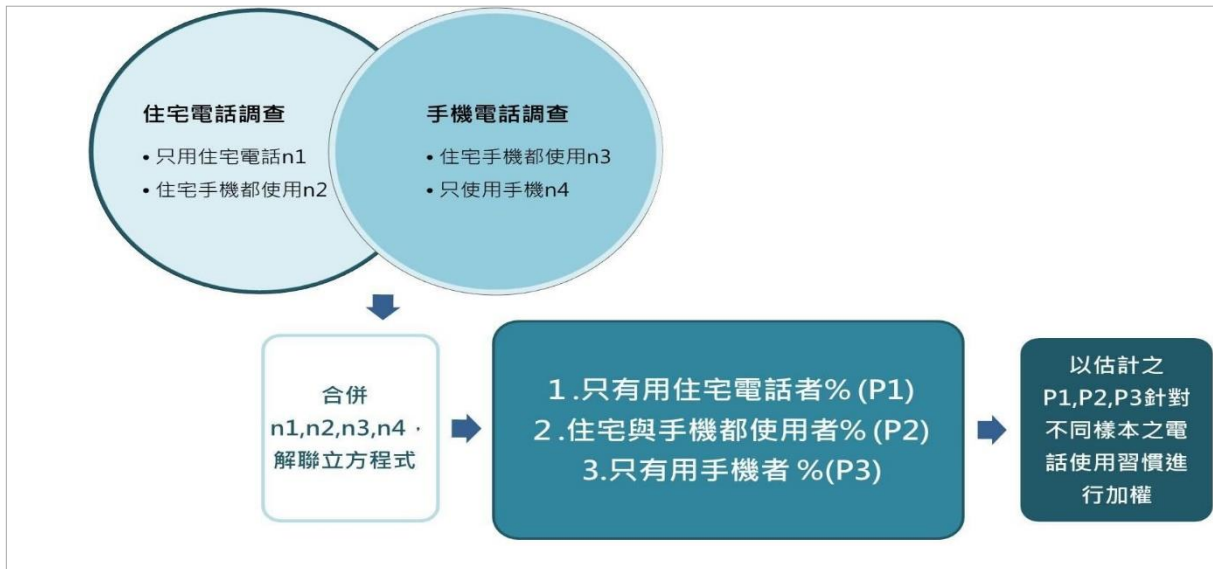 住宅電話調查
• 只用住宅電話n1
• 住宅手機都使用n2
手機電話調查
• 住宅手機都使用n3
• 只使用手機n4
合併
n1,n2,n3,n4，
解聯立方程式
1.只有用住宅電話者%(P1)
2.住宅與手機都使用者%(P2)
3.只有用手機者 %(P3)
以估計之
P1,P2,P3針對
不同樣本之電
話使用習慣進
行加權